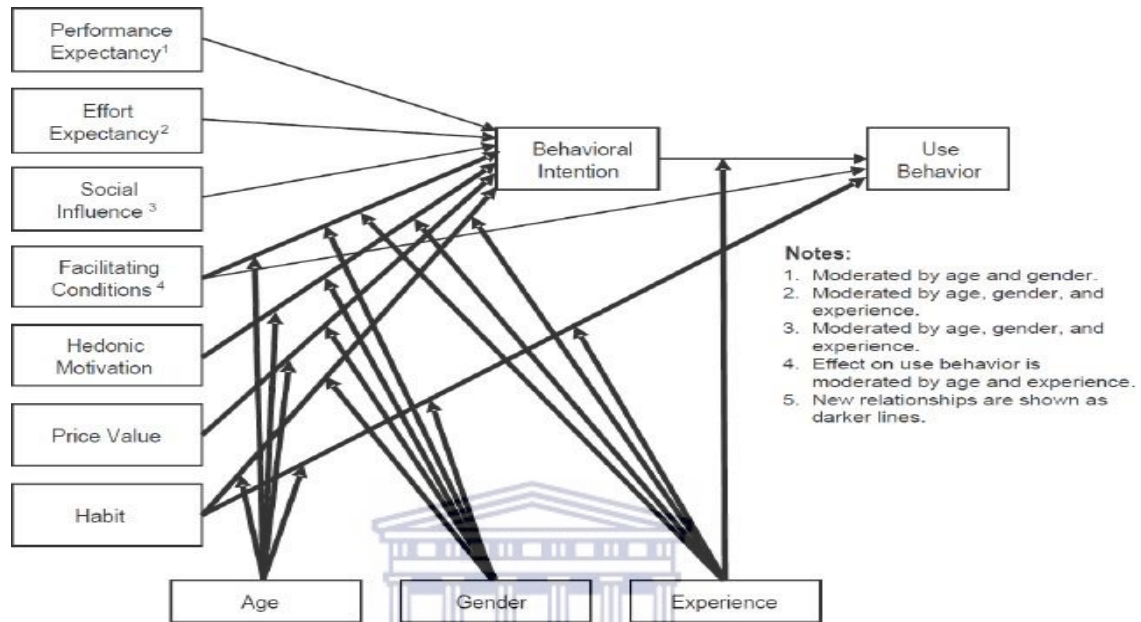 Performance
Expectancy1
Effort
Expectancy2
Social
Influence 3
Facilitating
Conditions 4
Hedonic
Motivation
Price Value
Habit
Behavioral
Intention
Use
Behavior
Notes:
1. Moderated by age and gender.
2. Moderated by age, gender, and
experience.
3. Moderated by age, gender, and
experience.
4. Effect on use behavior is
moderated by age and experience.
5. New relationships are shown as
darker lines.
Age
Gender
Experience